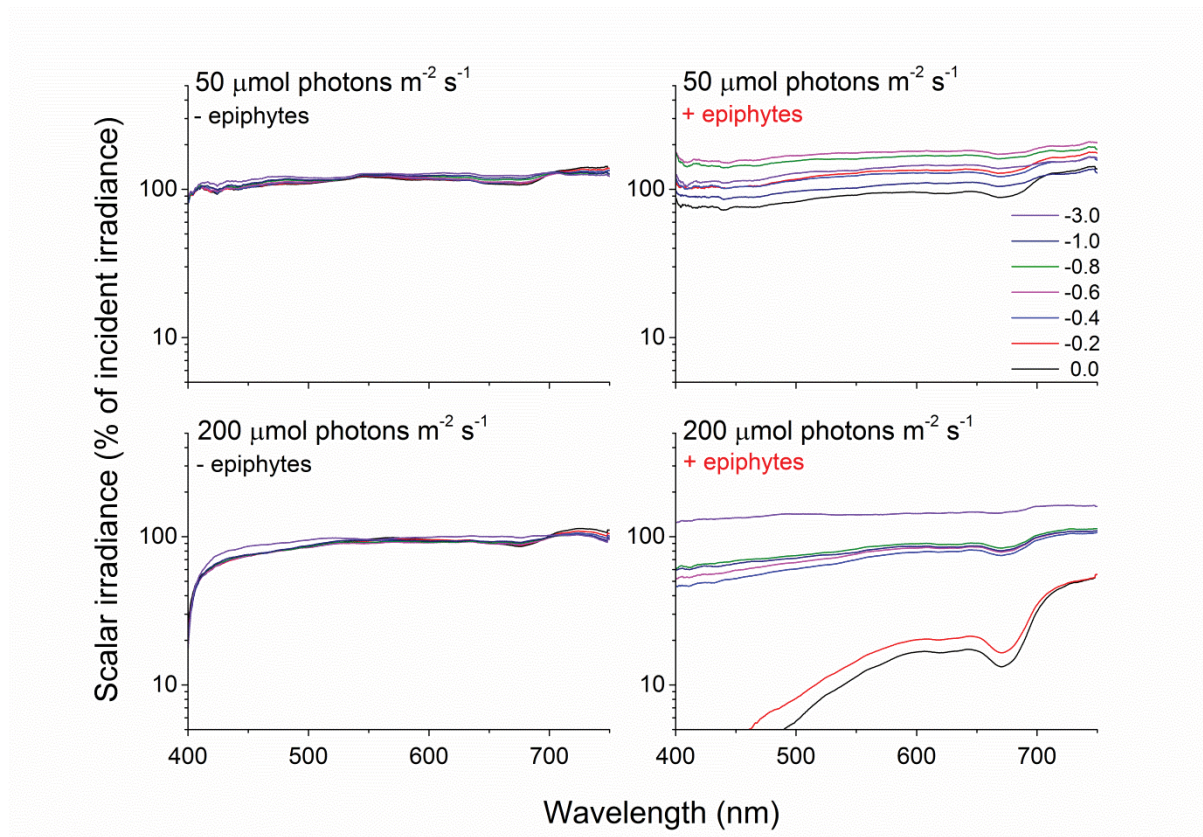 Scalar irradiance (% of incident irradiance)
50 μmol photons m-2 s-1
- epiphytes
100
10
50 μmol photons m-2 s-1
+ epiphytes
100
10
-3.0
-1.0
-0.8
-0.6
-0.4
-0.2
0.0
200 μmol photons m-2 s-1
- epiphytes
100
10
400 500 600 700
200 μmol photons m-2 s-1
+ epiphytes
100
10
400 500 600 700
Wavelength (nm)